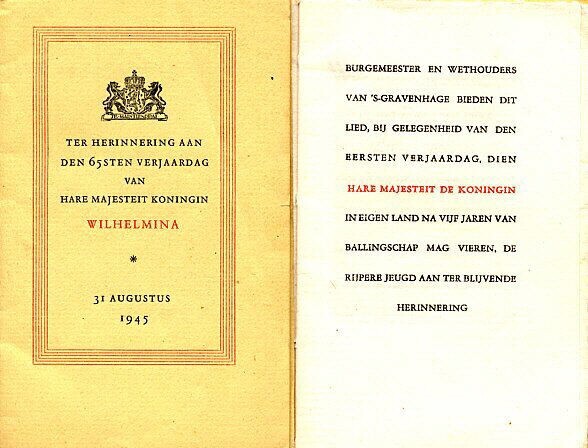 JE MAINTIENDRAI
TER HERINNERING AAN
DEN 65STEN VERJAARDAG
VAN
HARE MAJESTEIT KONINGIN
WILHELMINA
*
31 AUGUSTUS
1945
BURGEMEESTER EN WETHOUDERS
VAN 'S-GRAVENHAGE BIEDEN DIT
LIED, BIJ GELEGENHEID VAN DEN
EERSTEN VERJAARDAG, DIEN
HARE MAJESTEIT DE KONINGIN
IN EIGEN LAND NA VIJF JAREN VAN
BALLINGSCHAP MAG VIEREN, DE
RIJPERE JEUGD AAN TER BLIJVENDE
HERINNERING